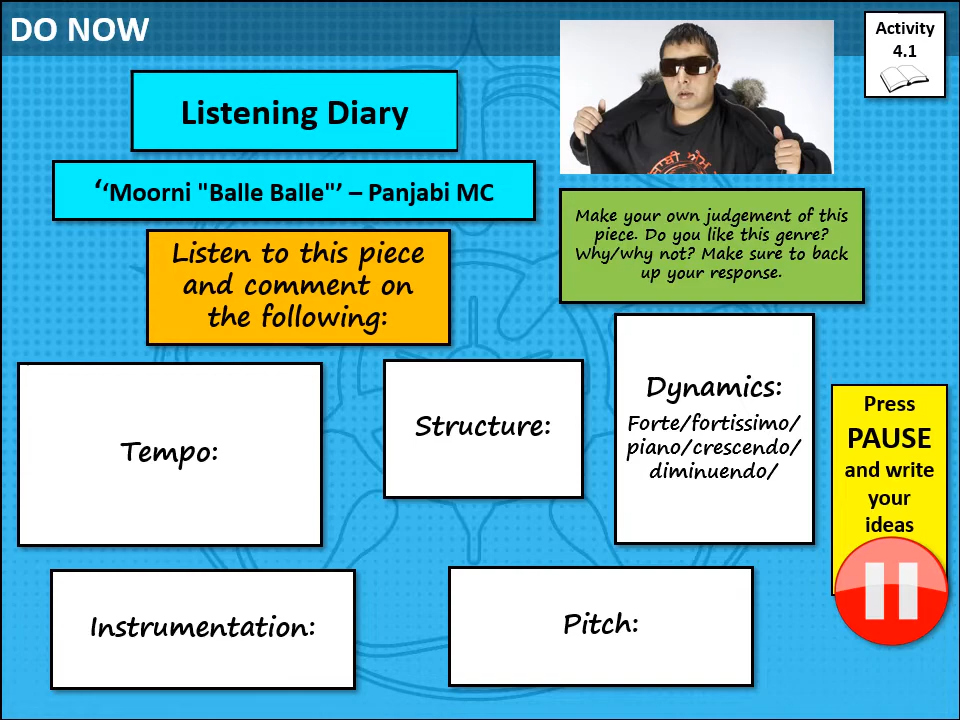 DO NOW
Activity
4.1
Listening Diary
‘‘Moorni "Balle Balle"’ – Panjabi MC
Make your own judgement of this
piece. Do you like this genre?
Why/why not? Make sure to back
up your response.
Listen to this piece
and comment on
the following:
Tempo:
Structure:
Dynamics:
Forte/fortissimo/
piano/crescendo/
diminuendo/
Press
PAUSE
and write
your
ideas
Instrumentation:
Pitch: